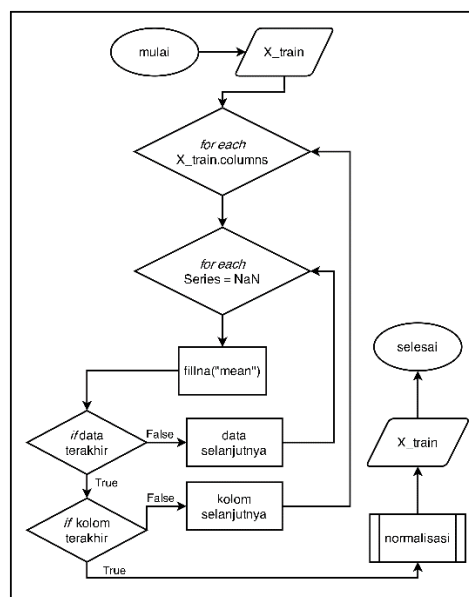 mulai
X_train
for each
X_train.columns
for each
Series = NaN
fillna("mean")
if data
terakhir
False
data
selanjutnya
True
if kolom
terakhir
False
kolom
selanjutnya
True
normalisasi
X_train
selesai